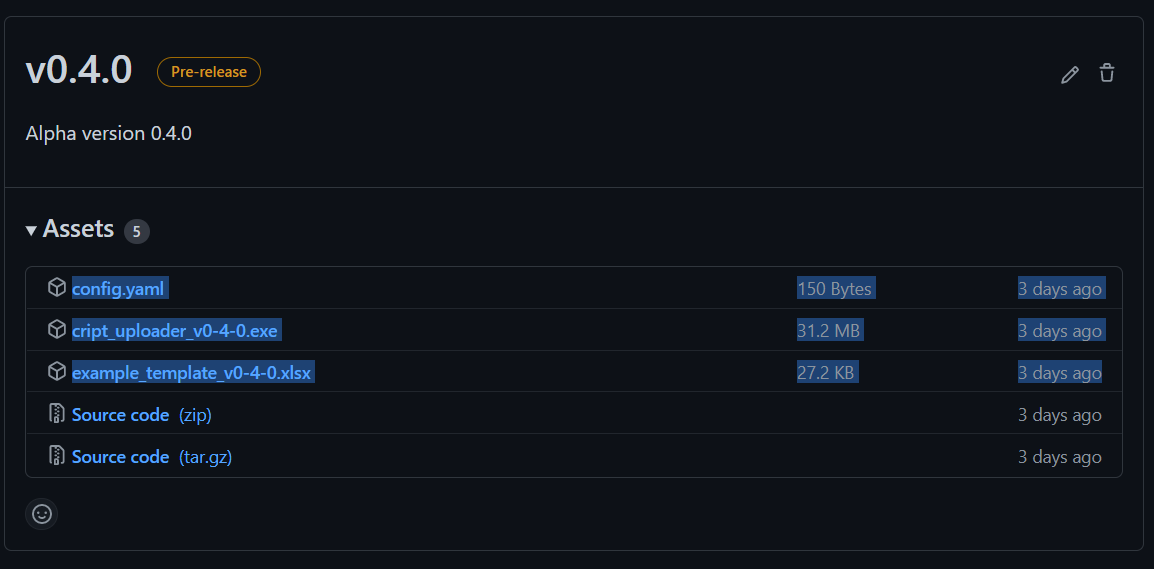 v0.4.0 Pre-release
Alpha version 0.4.0
Assets 5
config.yaml 150 Bytes 3 days ago
cript_uploader_v0-4-0.exe 31.2 MB 3 days ago
example_template_v0-4-0.xlsx 27.2 KB 3 days ago
Source code (zip) 3 days ago
Source code (tar.gz) 3 days ago